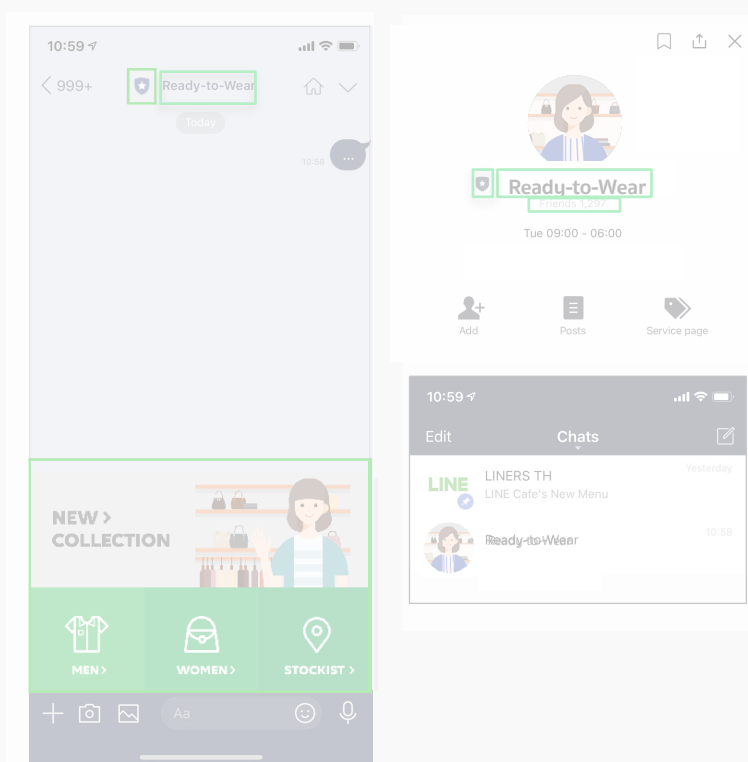 10:59
999+
Ready-to-Wear
Today
10:58
...
NEW >
COLLECTION
MEN >
WOMEN >
STOCKIST >
Aa
Ready-to-Wear
Friends 1,297
Tue 09:00 - 06:00
Add
Posts
Service page
10:59
Edit
Chats
LINE
LINERS TH
Yesterday
LINE Cafe's New Menu
Ready-to-Wear
10:58